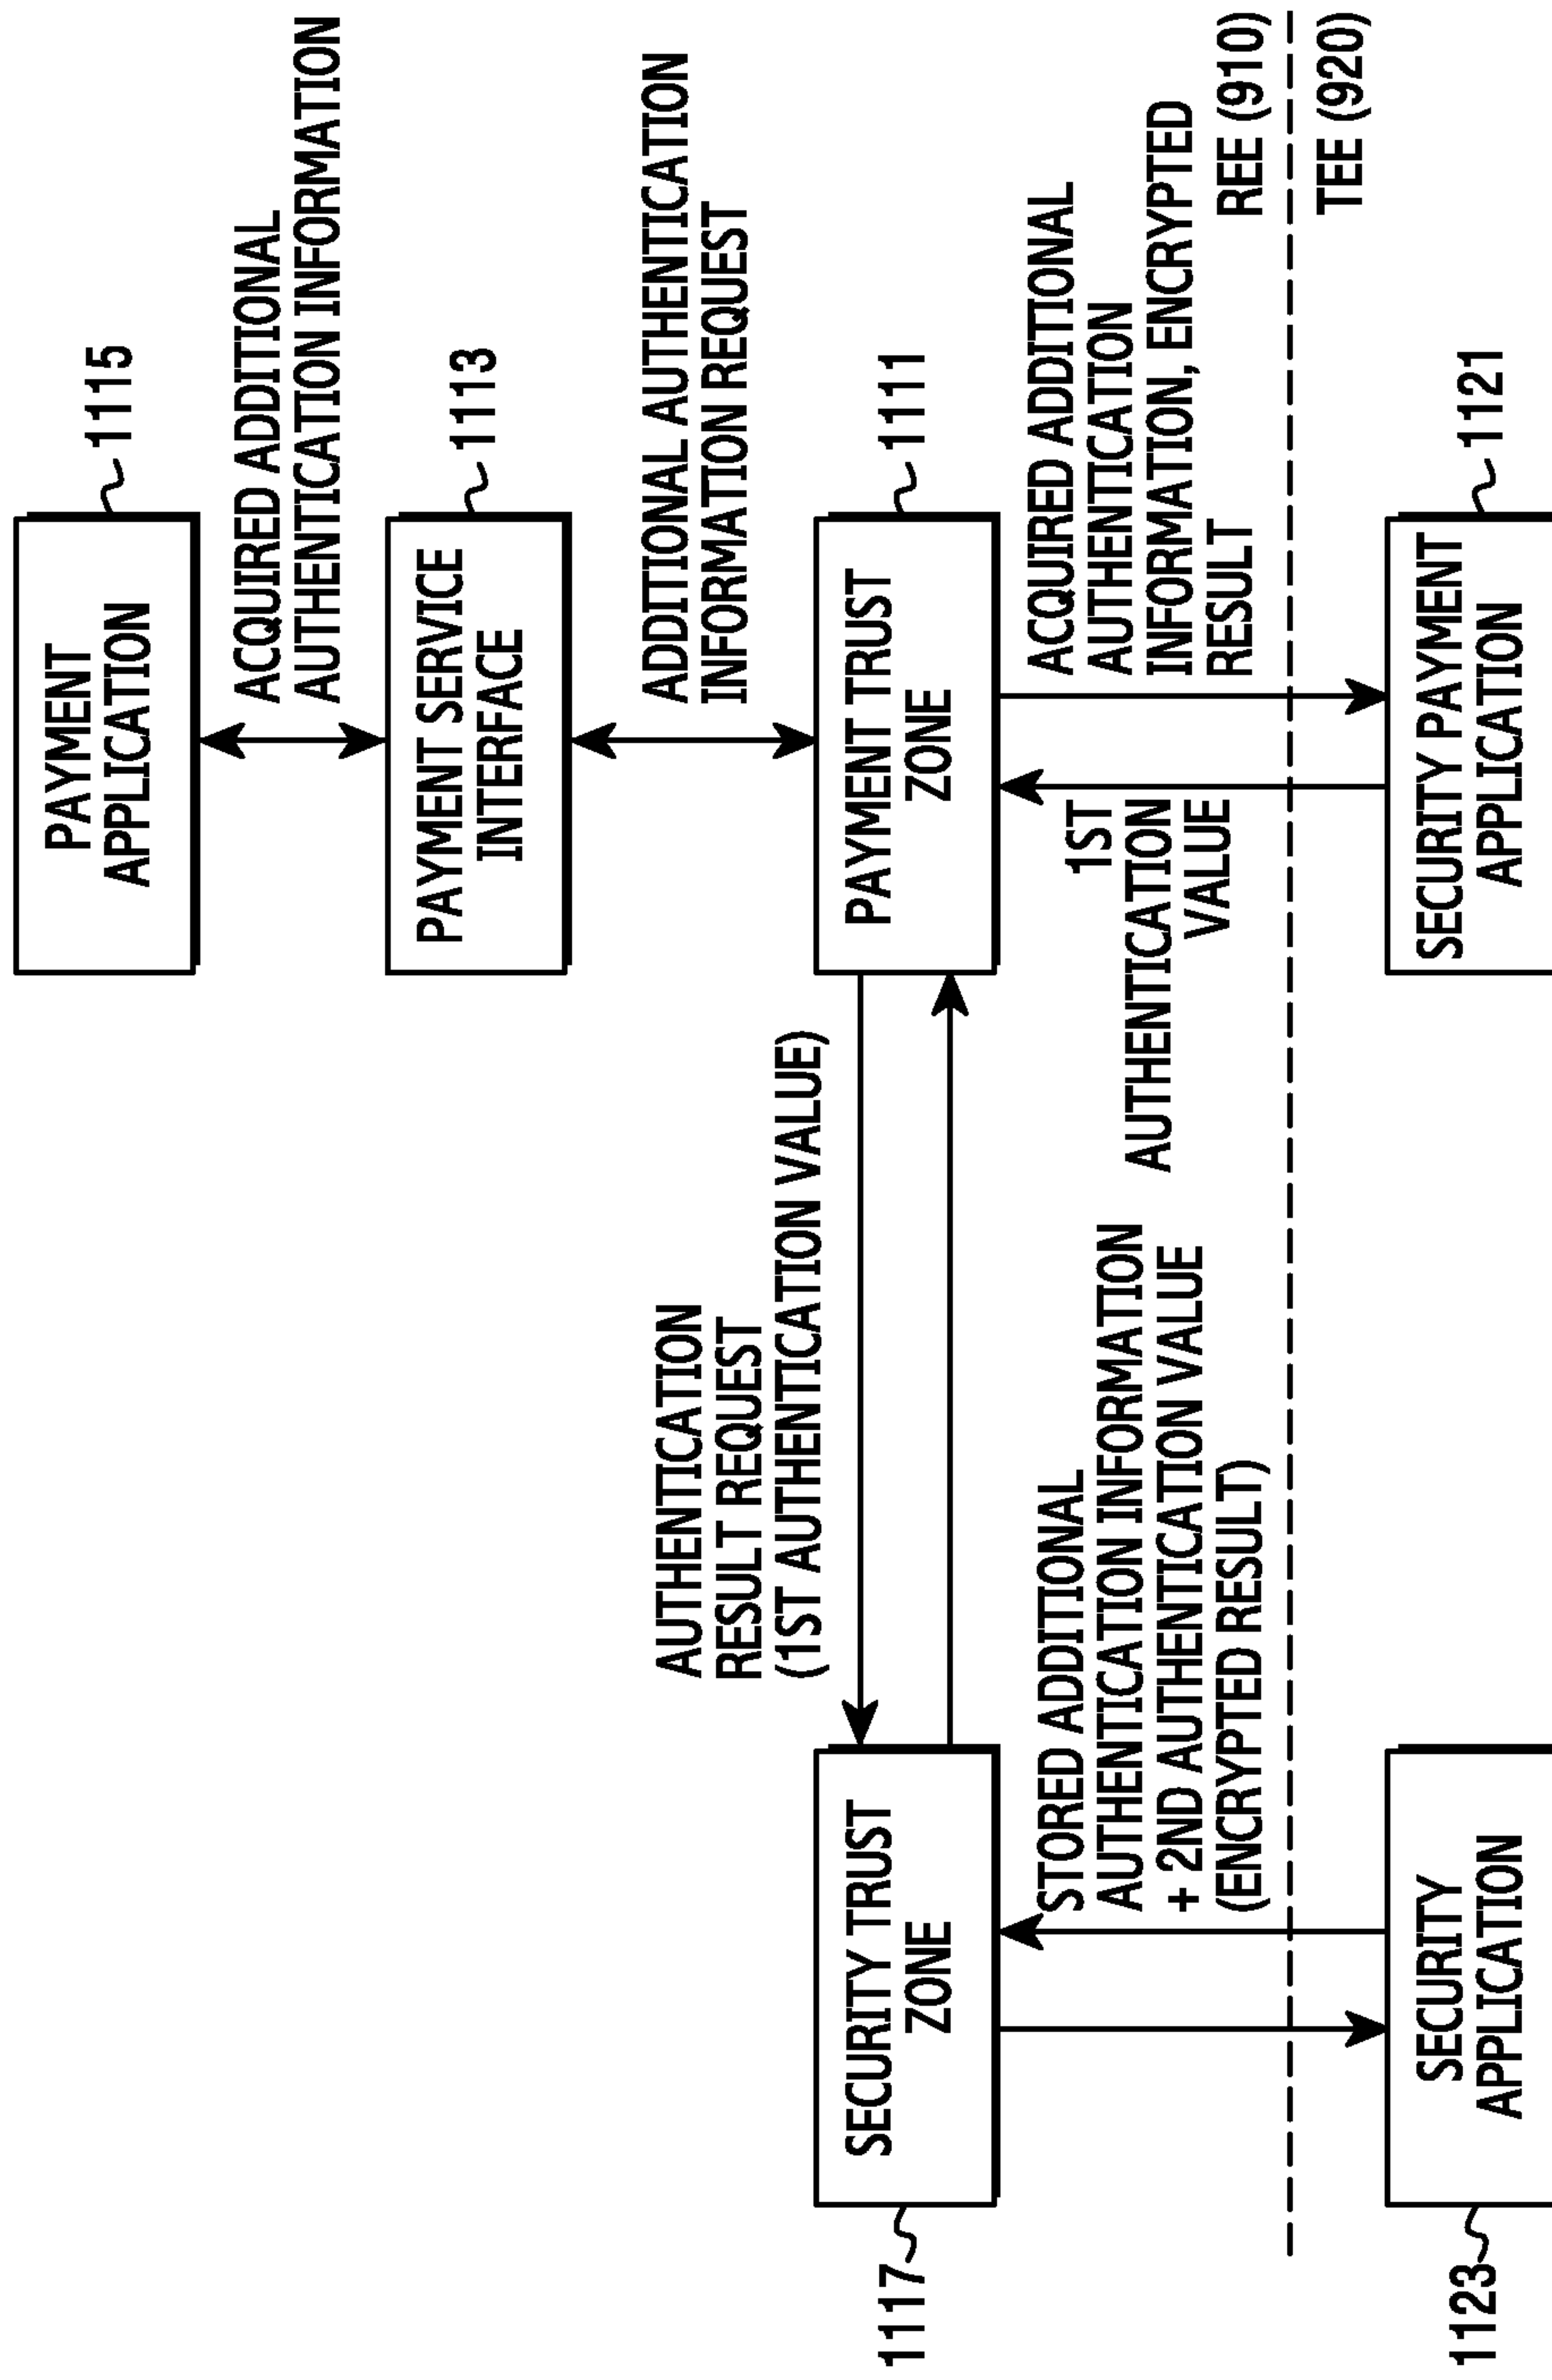 PAYMENT
APPLICATION
1115
ACQUIRED ADDITIONAL
AUTHENTICATION INFORMATION
PAYMENT SERVICE
INTERFACE
1113
ADDITIONAL AUTHENTICATION
INFORMATION REQUEST
AUTHENTICATION
RESULT REQUEST
(1ST AUTHENTICATION VALUE)
1117
SECURITY TRUST
ZONE
PAYMENT TRUST
ZONE
1111
STORED ADDITIONAL
AUTHENTICATION INFORMATION
+ 2ND AUTHENTICATION VALUE
(ENCRYPTED RESULT)
1ST
AUTHENTICATION
VALUE
ACQUIRED ADDITIONAL
AUTHENTICATION
INFORMATION, ENCRYPTED
RESULT
REE (910)
TEE (920)
1123
SECURITY
APPLICATION
SECURITY PAYMENT
APPLICATION
1121